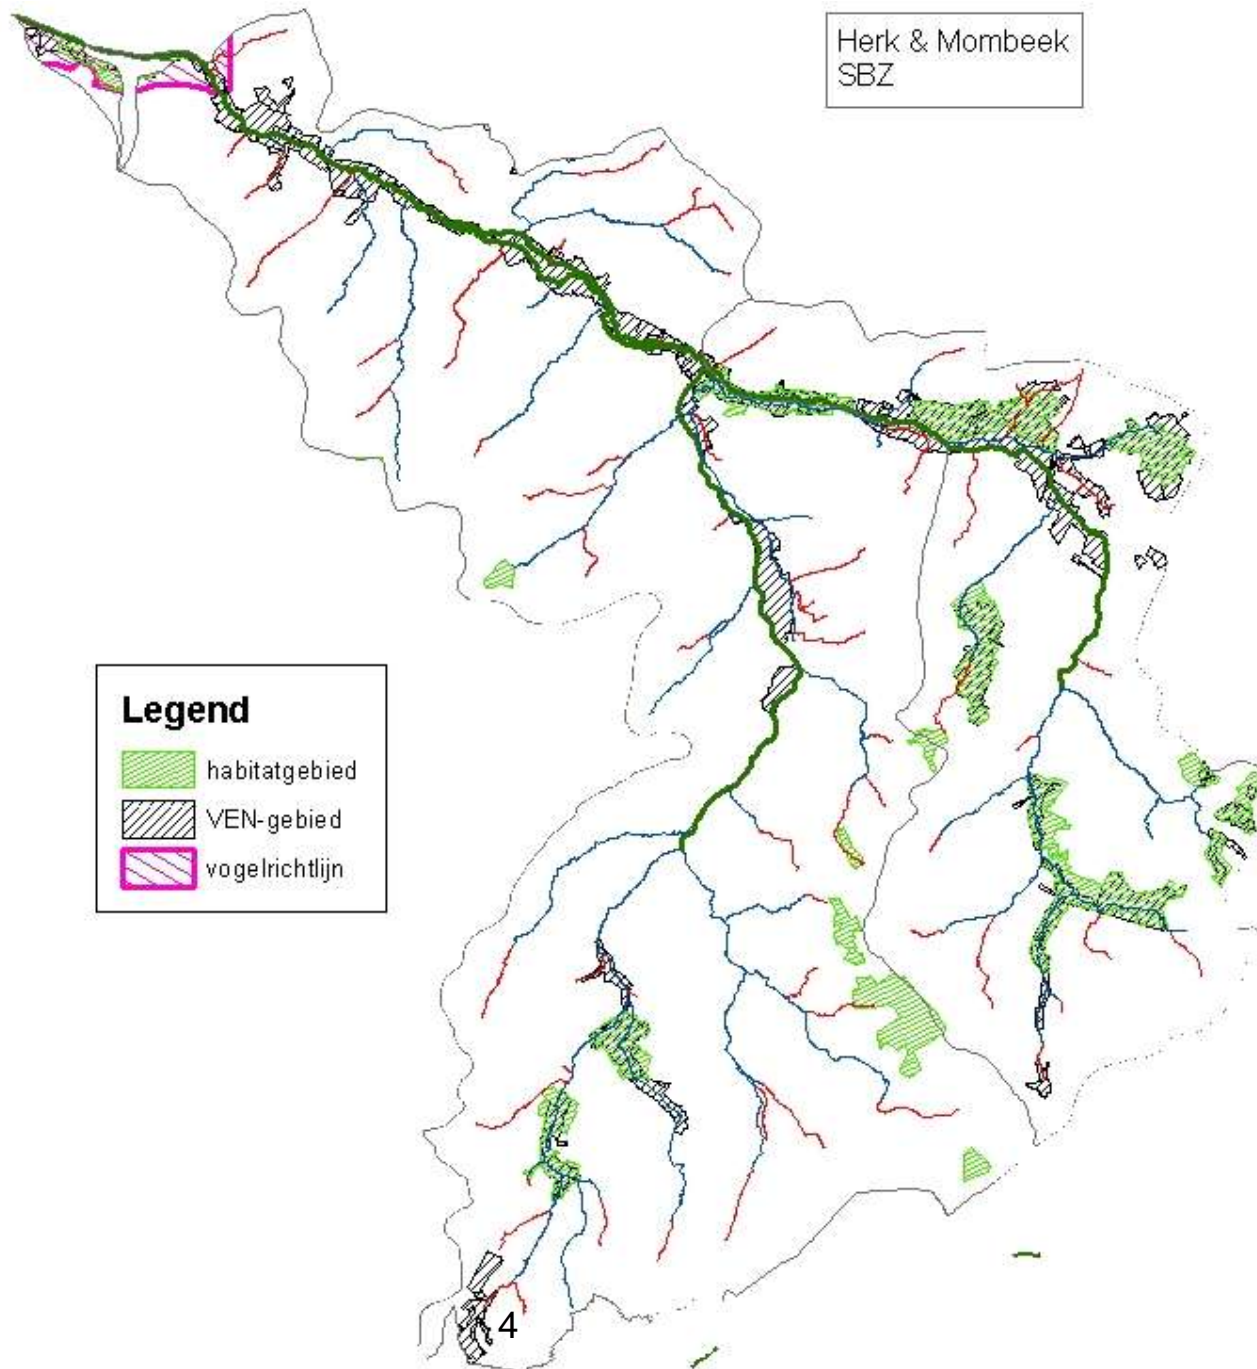 Herk & Mombeek
SBZ
Legend
habitatgebied
VEN-gebied
vogelrichtlijn
4